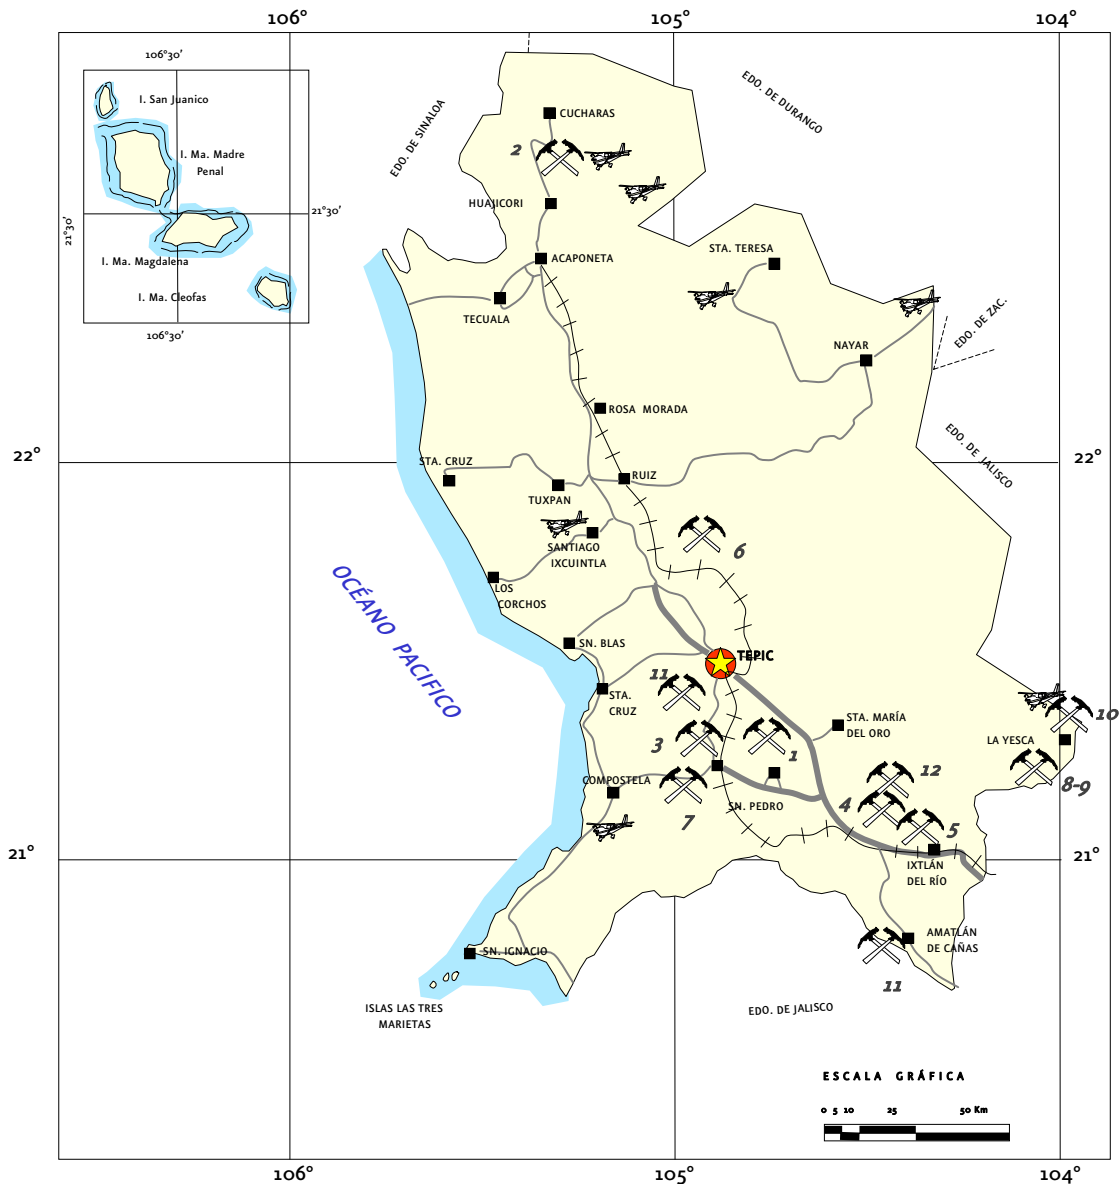 106°
105°
104°
106°30'
I. San Juanico
I. Ma. Madre
Penal
21°30'
21°30'
I. Ma. Magdalena
I. Ma. Cleofas
106°30'
EDO. DE SINALOA
EDO. DE DURANGO
CUCHARAS
2
HUAJICORI
ACAPONETA
STA. TERESA
TECUALA
EDO. DE ZAC.
NAYAR
ROSA MORADA
EDO. DE JALISCO
22°
22°
STA. CRUZ
RUIZ
TUXPAN
SANTIAGO
IXCUINTLA
6
LOS
CORCHOS
OCÉANO PACIFICO
SN. BLAS
TEPIC
11
STA.
CRUZ
STA. MARÍA
DEL ORO
10
3
1
LA YESCA
COMPOSTELA
12
8-9
SN. PEDRO
4
7
5
21°
21°
IXTLÁN
DEL RÍO
AMATLÁN
DE CAÑAS
SN. IGNACIO
11
ISLAS LAS TRES
MARIETAS
EDO. DE JALISCO
ESCALA GRÁFICA
0 5 10 25 50 Km
106°
105°
104°